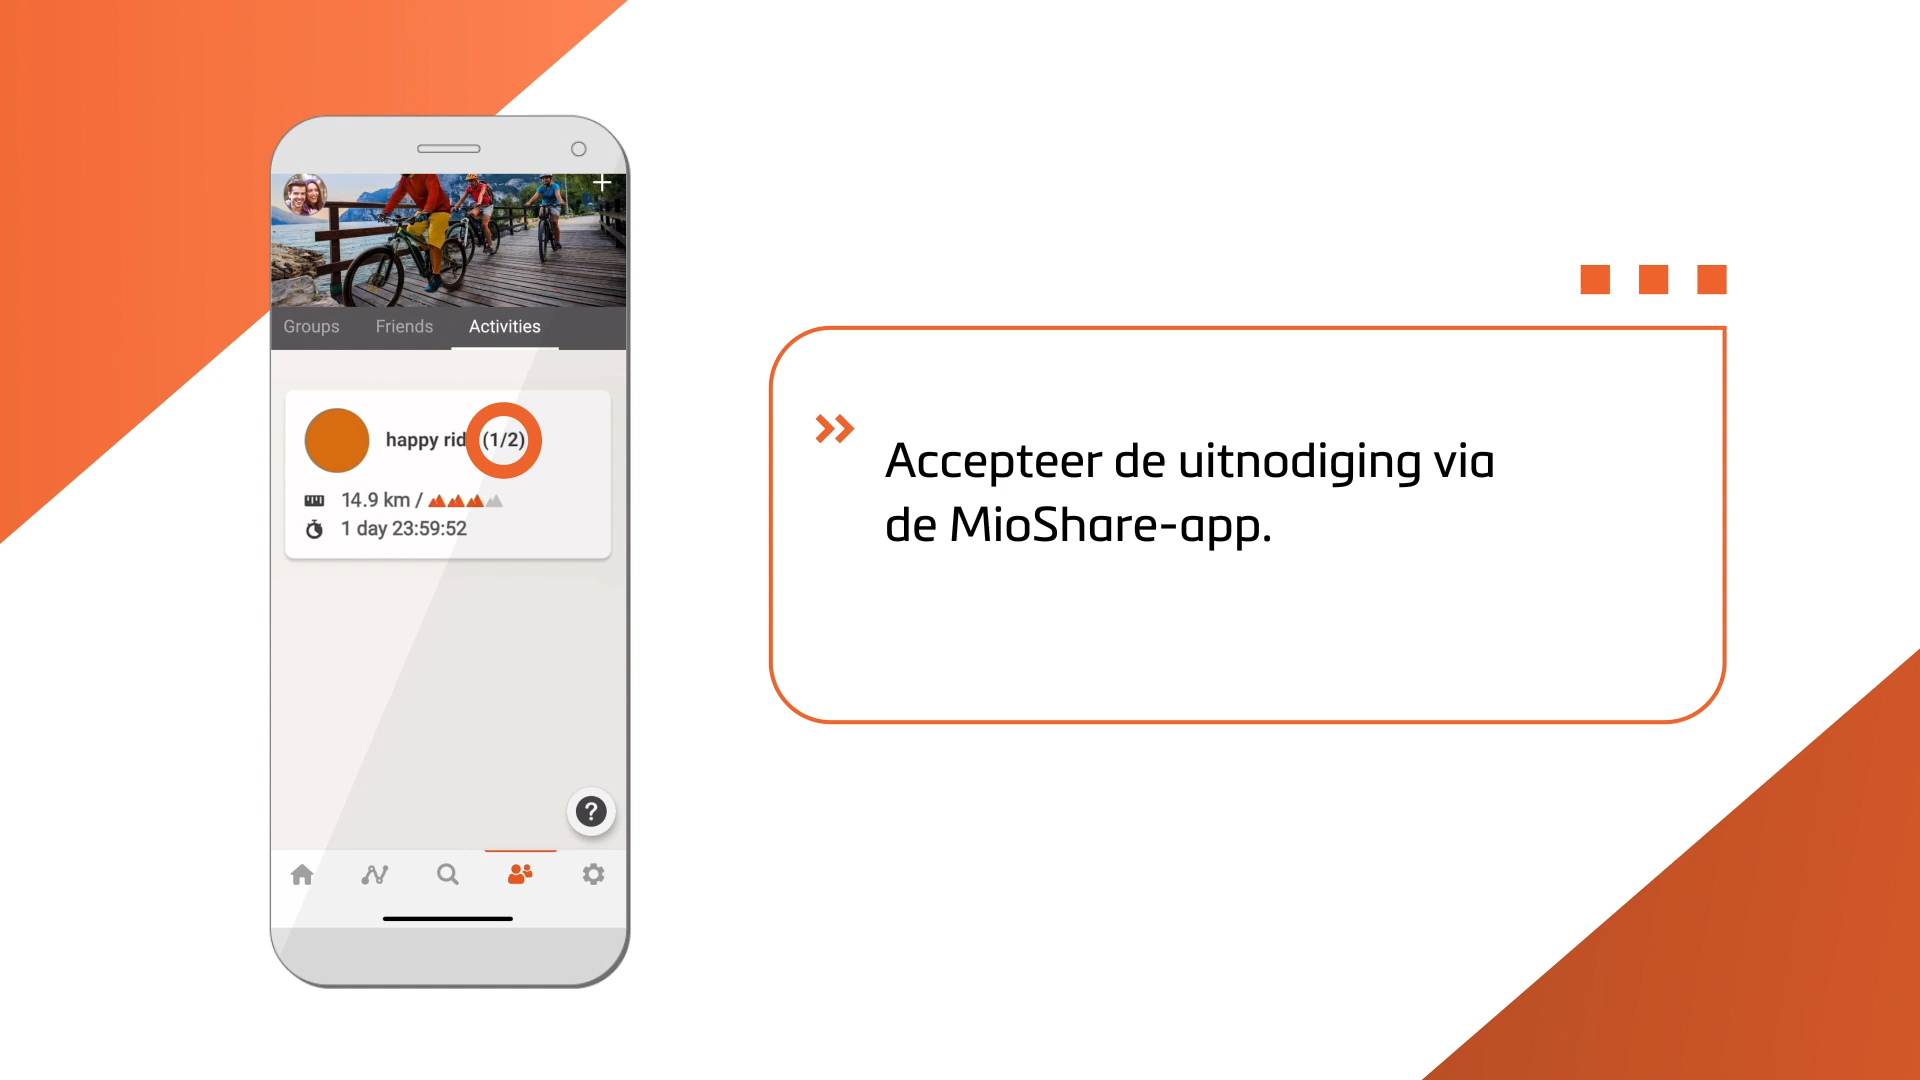 Groups Friends Activities
happy rid (1/2)
14.9 km /
1 day 23:59:52
?
Accepteer de uitnodiging via
de MioShare-app.